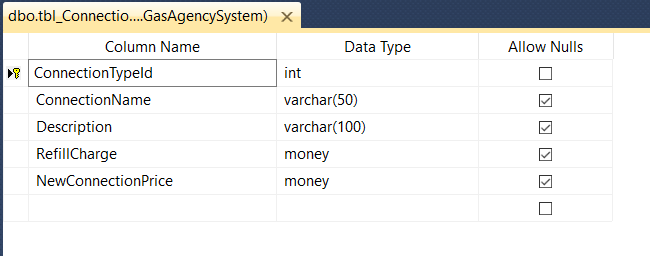 dbo.tbl_Connectio....GasAgencySystem)
Column Name Data Type Allow Nulls
ConnectionTypeId int
ConnectionName varchar(50)
Description varchar(100)
RefillCharge money
NewConnectionPrice money